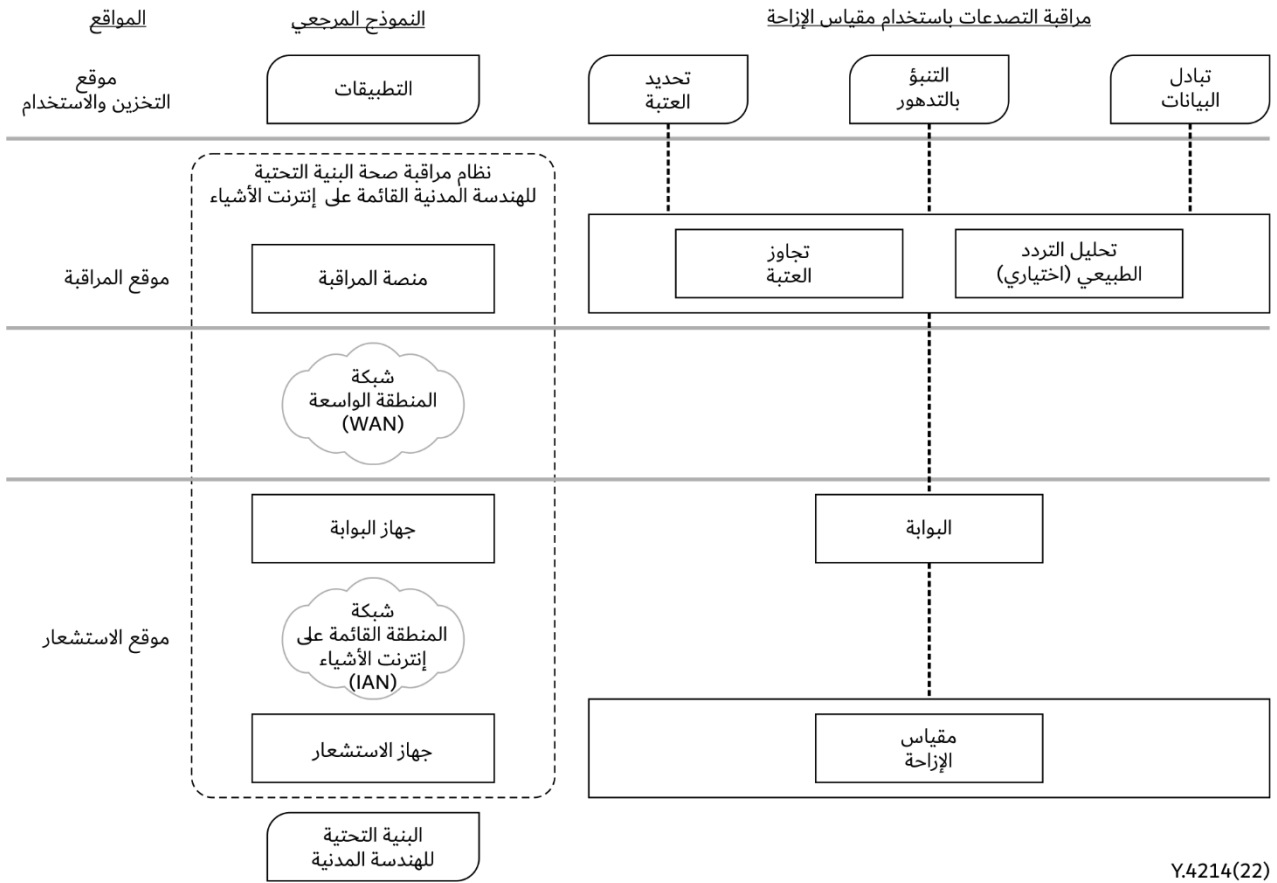 المواقع
النموذج المرجعي
مراقبة التصدعات باستخدام مقياس الإزاحة
موقع
التخزين والاستخدام
التطبيقات
تحديد
العتبة
التنبؤ
بالتدهور
تبادل
البيانات
نظام مراقبة صحة البنية التحتية
للهندسة المدنية القائمة على إنترنت الأشياء
موقع المراقبة
منصة المراقبة
تجاوز
العتبة
تحليل التردد
الطبيعي (اختياري)
شبكة
المنطقة الواسعة
(WAN)
جهاز البوابة
البوابة
موقع الاستشعار
شبكة
المنطقة القائمة على
إنترنت الأشياء
(IAN)
جهاز الاستشعار
مقياس
الإزاحة
البنية التحتية
للهندسة المدنية
Y.4214(22)